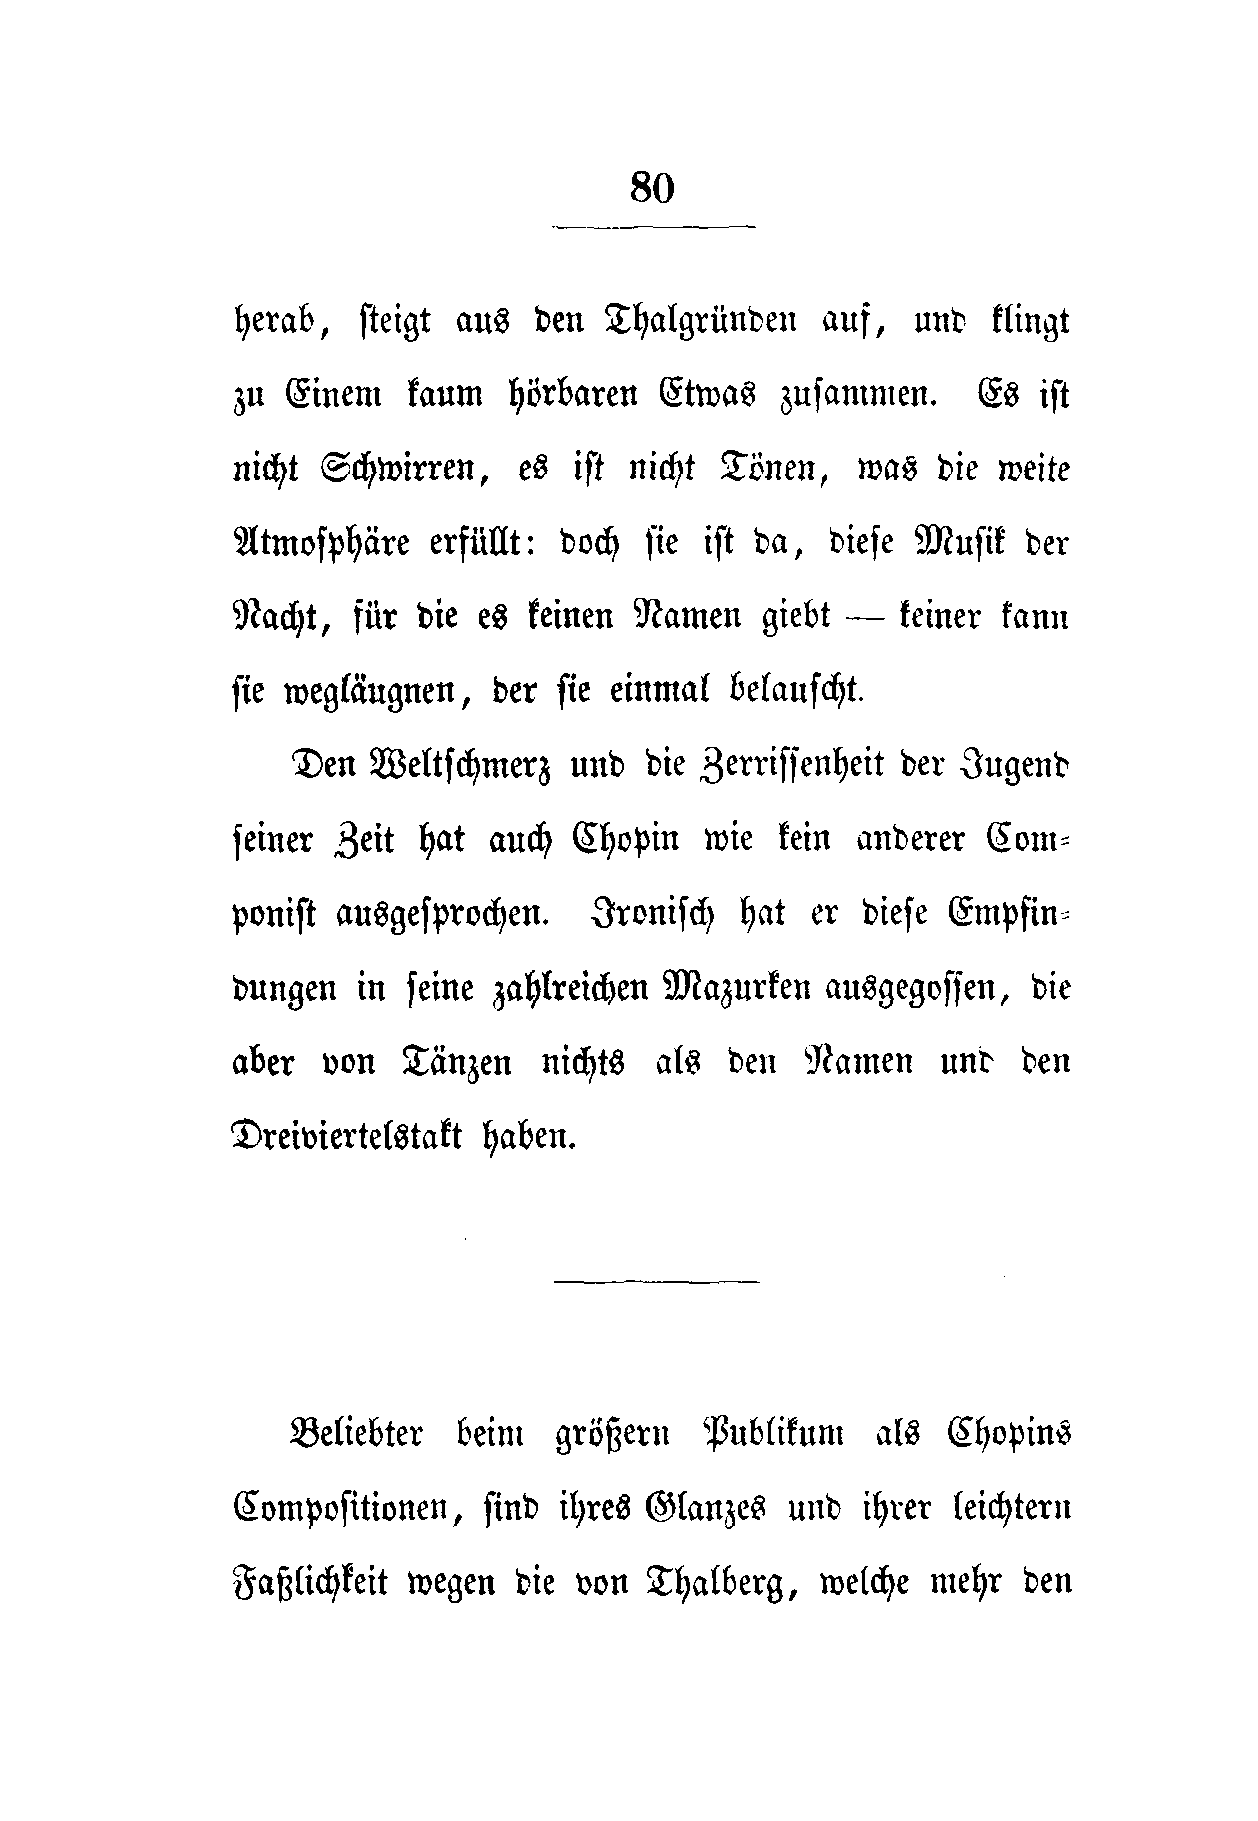 80
herab, steigt aus den Thalgründen auf, und klingt
zu Einem kaum hörbaren Etwas zusammen. Es ist
nicht Schwirren, es ist nicht Tönen, was die weite
Atmosphäre erfüllt: doch sie ist da, diese Musik der
Nacht, für die es keinen Namen giebt — keiner kann
sie wegläugnen, der sie einmal belauscht.
Den Weltschmerz und die Zerrissenheit der Jugend
seiner Zeit hat auch Chopin wie kein anderer Com-
ponist ausgesprochen. Ironisch hat er diese Empfin-
dungen in seine zahlreichen Mazurken ausgegossen, die
aber von Tänzen nichts als den Namen und den
Dreiviertelstakt haben.
Beliebter beim größern Publikum als Chopins
Compositionen, sind ihres Glanzes und ihrer leichtern
Faßlichkeit wegen die von Thalberg, welche mehr den